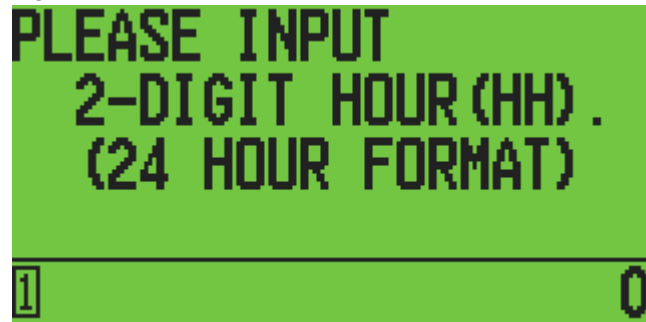 PLEASE INPUT
2-DIGIT HOUR(HH).
(24 HOUR FORMAT)
1 0